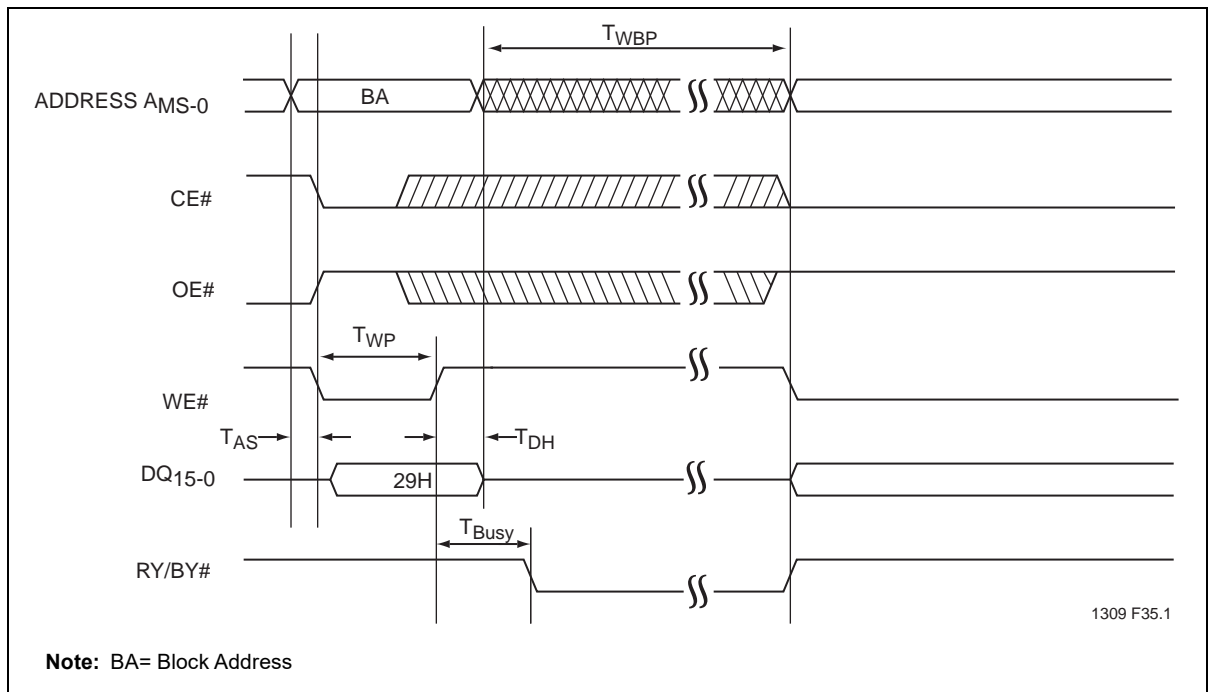 TWBP
ADDRESS AMS-0
BA
CE#
OE#
TWP
WE#
TAS
TDH
DQ15-0
29H
TBusy
RY/BY#
1309 F35.1
Note: BA= Block Address